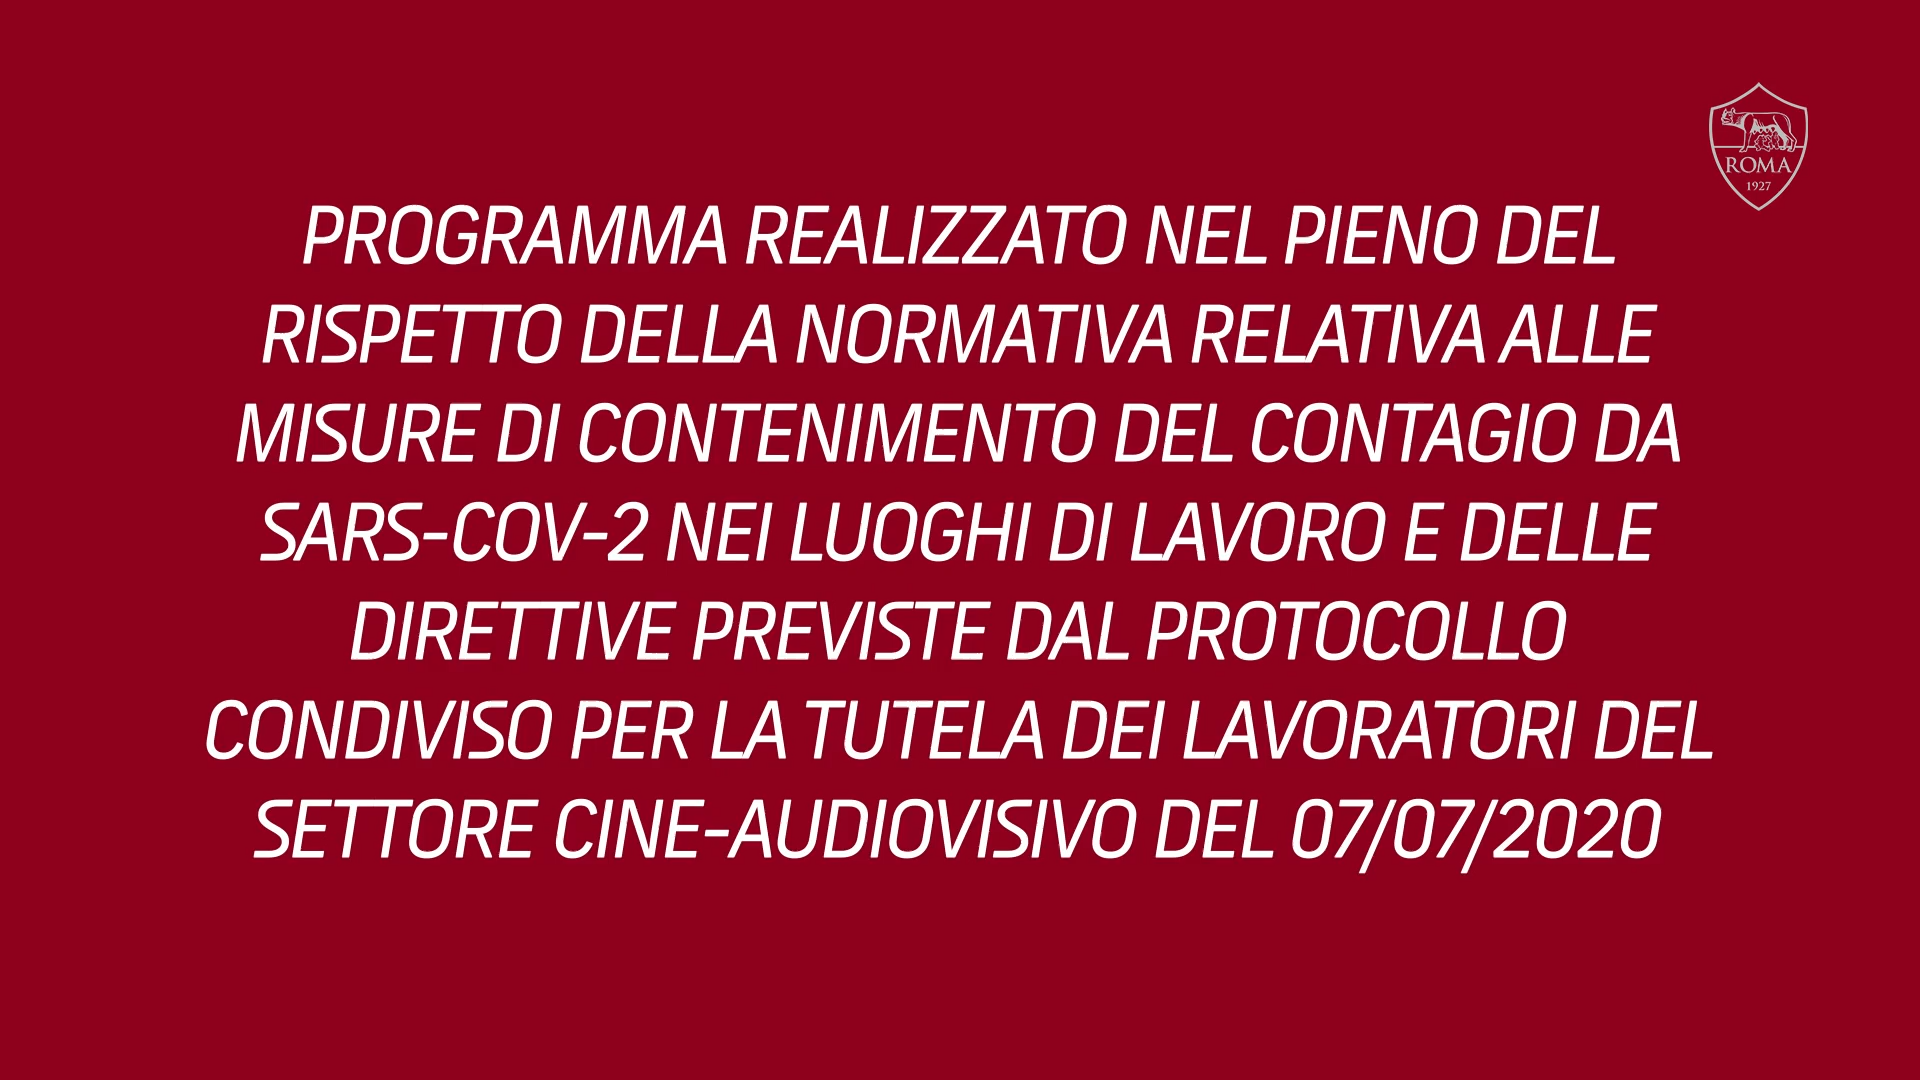 ROMA
1927
PROGRAMMA REALIZZATO NEL PIENO DEL
RISPETTO DELLA NORMATIVA RELATIVA ALLE
MISURE DI CONTENIMENTO DEL CONTAGIO DA
SARS-COV-2 NEI LUOGHI DI LAVORO E DELLE
DIRETTIVE PREVISTE DAL PROTOCOLLO
CONDIVISO PER LA TUTELA DEI LAVORATORI DEL
SETTORE CINE-AUDIOVISIVO DEL 07/07/2020